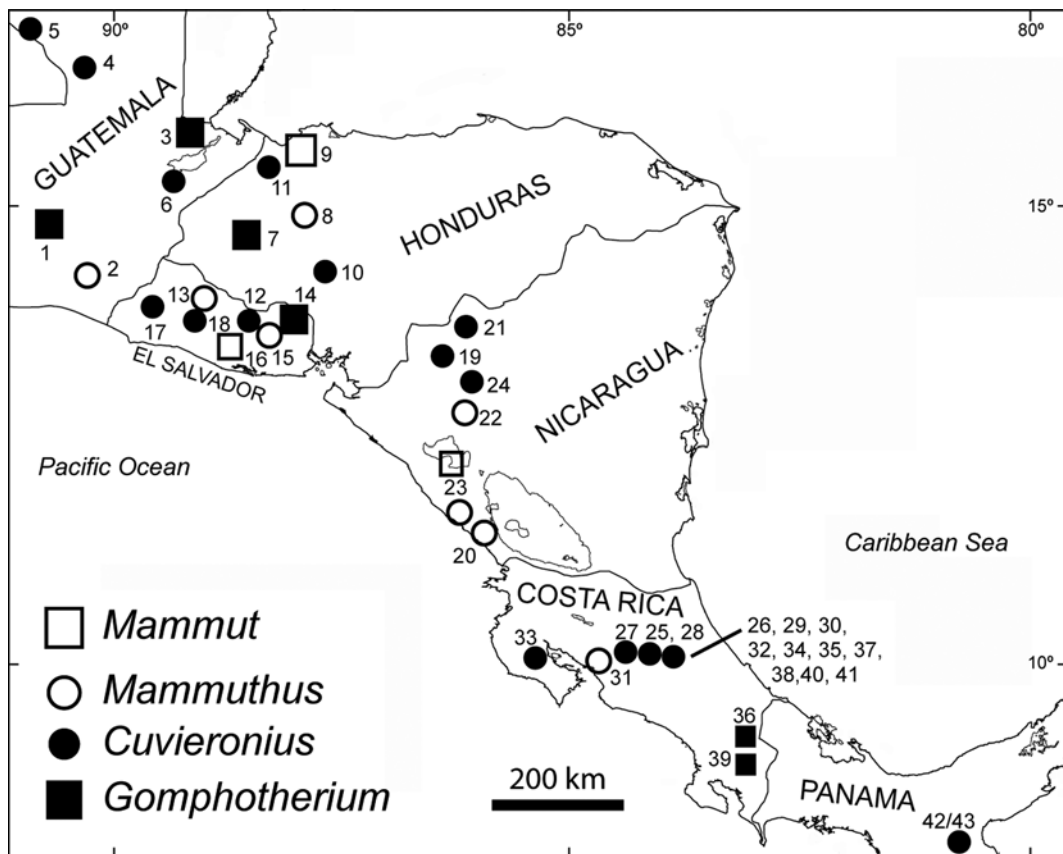 90º
85º
80º
5
4
GUATEMALA
3
9
11
6
HONDURAS
15º
8
1
7
2
10
13
12
14
17
18
16
15
21
EL SALVADOR
19
24
NICARAGUA
22
Pacific Ocean
23
20
Caribbean Sea
COSTA RICA
Mammut
33
27
25, 28
26, 29, 30,
32, 34, 35, 37,
38,40, 41
10º
31
Mammuthus
36
Cuvieronius
39
200 km
Gomphotherium
PANAMA
42/43